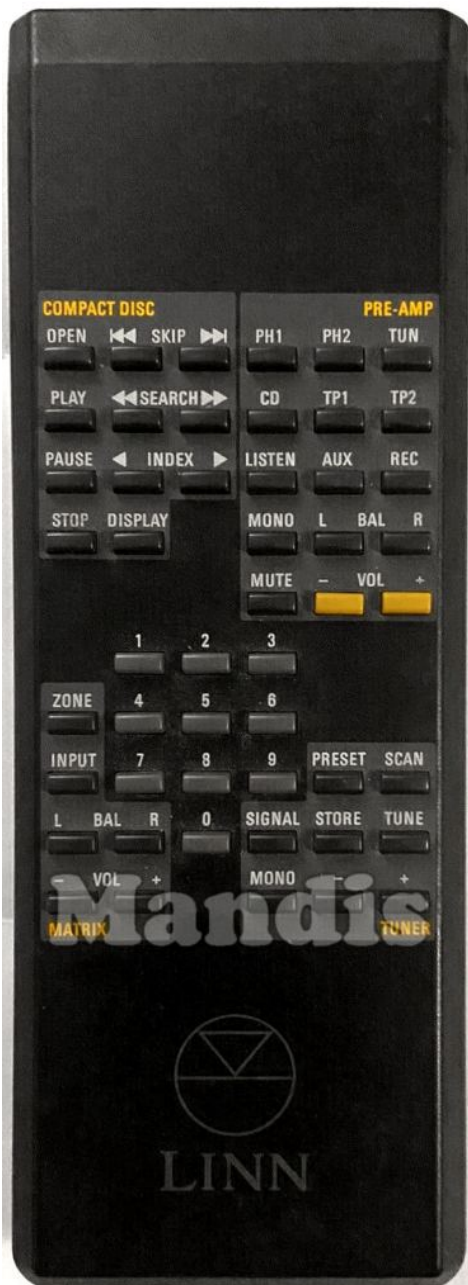 COMPACT DISC PRE-AMP
OPEN SKIP PH1 PH2 TUN
PLAY SEARCH CD TP1 TP2
PAUSE INDEX LISTEN AUX REC
STOP DISPLAY MONO L BAL R
MUTE - VOL +
1 2 3
ZONE 4 5 6
INPUT 7 8 9 PRESET SCAN
L BAL R 0 SIGNAL STORE TUNE
- VOL + MONO - +
Mandis
MATRIX TUNER
LINN